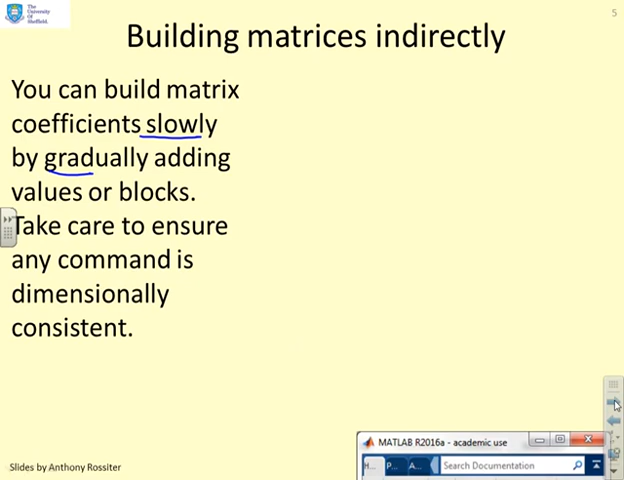 The
University
Of
Sheffield.
5
Building matrices indirectly
You can build matrix
coefficients slowly
by gradually adding
values or blocks.
Take care to ensure
any command is
dimensionally
consistent.
MATLAB R2016a - academic use
H... P... A... Search Documentation
Slides by Anthony Rossiter